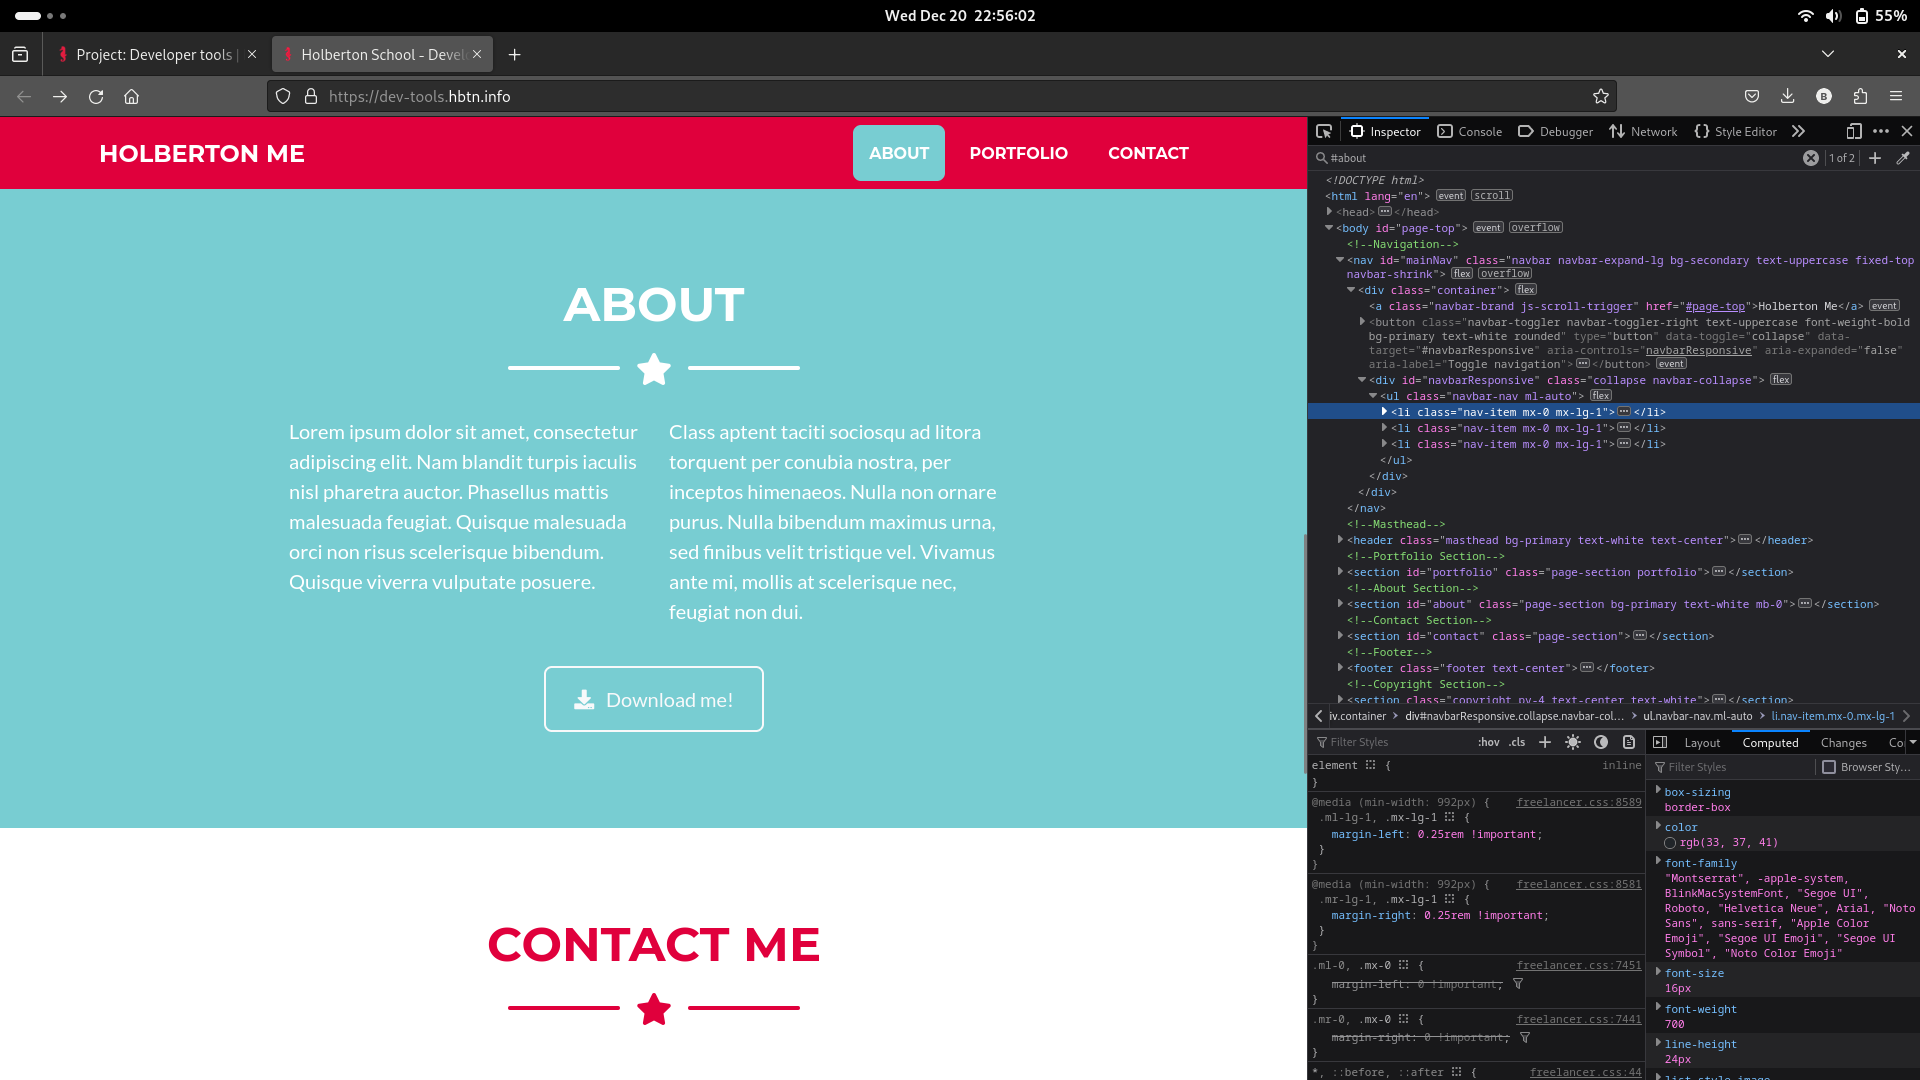 Wed Dec 20  22:56:02
55%
Project: Developer tools |
Holberton School - Devel
https://dev-tools.hbtn.info
B
HOLBERTON ME
ABOUT
PORTFOLIO
CONTACT
ABOUT
Lorem ipsum dolor sit amet, consectetur
adipiscing elit. Nam blandit turpis iaculis
nisl pharetra auctor. Phasellus mattis
malesuada feugiat. Quisque malesuada
orci non risus scelerisque bibendum.
Quisque viverra vulputate posuere.
Class aptent taciti sociosqu ad litora
torquent per conubia nostra, per
inceptos himenaeos. Nulla non ornare
purus. Nulla bibendum maximus urna,
sed finibus velit tristique vel. Vivamus
ante mi, mollis at scelerisque nec,
feugiat non dui.
Download me!
CONTACT ME
Inspector
Console
Debugger
Network
Style Editor
#about
1 of 2
<!DOCTYPE html>
<html lang="en"> event scroll
<head> ··· </head>
<body id="page-top"> event overflow
<!--Navigation-->
<nav id="mainNav" class="navbar navbar-expand-lg bg-secondary text-uppercase fixed-top
navbar-shrink"> flex overflow
<div class="container"> flex
<a class="navbar-brand js-scroll-trigger" href="#page-top">Holberton Me</a> event
<button class="navbar-toggler navbar-toggler-right text-uppercase font-weight-bold
bg-primary text-white rounded" type="button" data-toggle="collapse" data-
target="#navbarResponsive" aria-controls="navbarResponsive" aria-expanded="false"
aria-label="Toggle navigation"> ··· </button> event
<div id="navbarResponsive" class="collapse navbar-collapse"> flex
<ul class="navbar-nav ml-auto"> flex
<li class="nav-item mx-0 mx-lg-1"> ··· </li>
<li class="nav-item mx-0 mx-lg-1"> ··· </li>
<li class="nav-item mx-0 mx-lg-1"> ··· </li>
</ul>
</div>
</div>
</nav>
<!--Masthead-->
<header class="masthead bg-primary text-white text-center"> ··· </header>
<!--Portfolio Section-->
<section id="portfolio" class="page-section portfolio"> ··· </section>
<!--About Section-->
<section id="about" class="page-section bg-primary text-white mb-0"> ··· </section>
<!--Contact Section-->
<section id="contact" class="page-section"> ··· </section>
<!--Footer-->
<footer class="footer text-center"> ··· </footer>
<!--Copyright Section-->
<section class="copyright py-4 text-center text-white"> ··· </section>
iv.container > div#navbarResponsive.collapse.navbar-col… > ul.navbar-nav.ml-auto > li.nav-item.mx-0.mx-lg-1
Filter Styles
:hov .cls
element {
inline
}
@media (min-width: 992px) {
freelancer.css:8589
.ml-lg-1, .mx-lg-1 {
margin-left: 0.25rem !important;
}
}
@media (min-width: 992px) {
freelancer.css:8581
.mr-lg-1, .mx-lg-1 {
margin-right: 0.25rem !important;
}
}
.ml-0, .mx-0 {
freelancer.css:7451
margin-left: 0 !important;
}
.mr-0, .mx-0 {
freelancer.css:7441
margin-right: 0 !important;
}
*, ::before, ::after {
freelancer.css:44
Layout
Computed
Changes
Co
Filter Styles
Browser Sty…
box-sizing
border-box
color
rgb(33, 37, 41)
font-family
"Montserrat", -apple-system,
BlinkMacSystemFont, "Segoe UI",
Roboto, "Helvetica Neue", Arial, "Noto
Sans", sans-serif, "Apple Color
Emoji", "Segoe UI Emoji", "Segoe UI
Symbol", "Noto Color Emoji"
font-size
16px
font-weight
700
line-height
24px
list-style-image